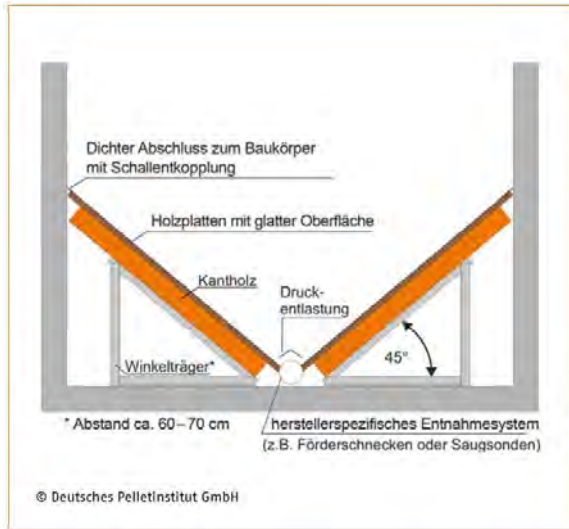 Dichter Abschluss zum Baukörper
mit Schallentkopplung
Holzplatten mit glatter Oberfläche
Kantholz
Druck-
entlastung
Winkelträger*
45°
* Abstand ca. 60–70 cm
herstellerspezifisches Entnahmesystem
(z.B. Förderschnecken oder Saugsonden)
© Deutsches Pelletinstitut GmbH